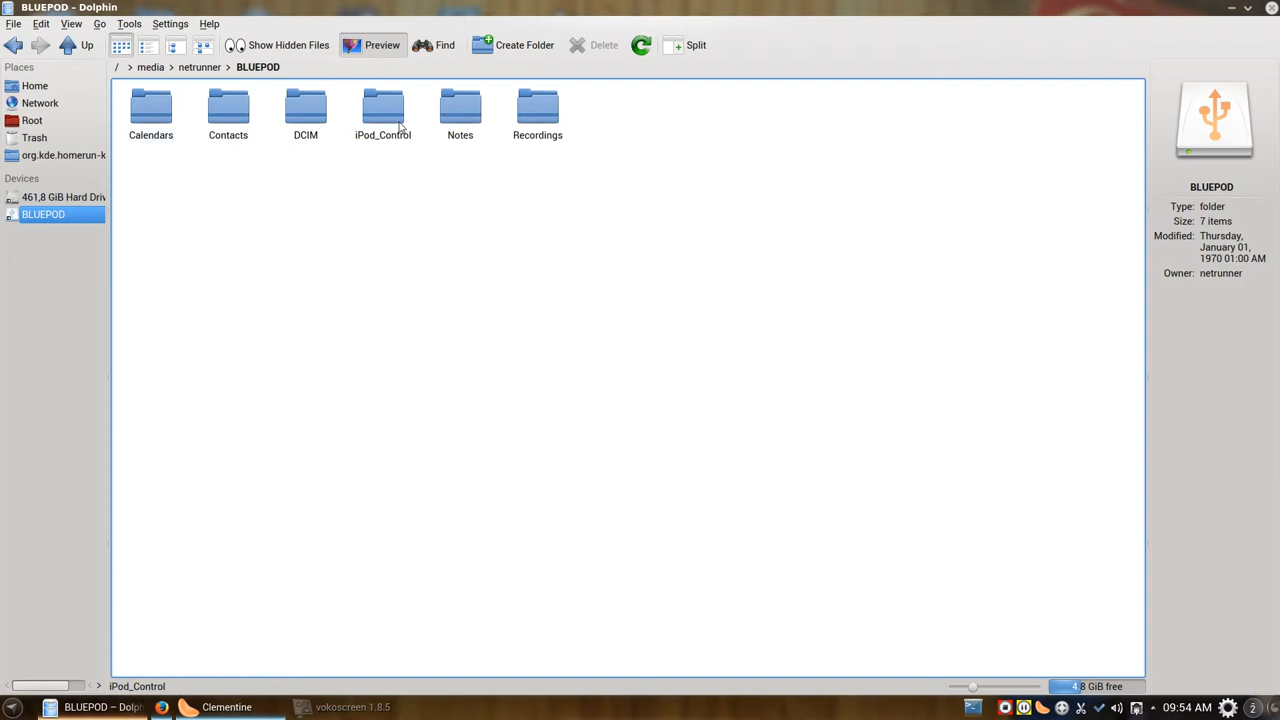 BLUEPOD – Dolphin
File Edit View Go Tools Settings Help
Up Show Hidden Files Preview Find Create Folder Delete Split
Places
/ > media > netrunner > BLUEPOD
Home
Network
Root
Trash
org.kde.homerun-k
Devices
461,8 GiB Hard Driv
BLUEPOD
Calendars Contacts DCIM iPod_Control Notes Recordings
BLUEPOD
Type: folder
Size: 7 items
Modified: Thursday,
January 01,
1970 01:00 AM
Owner: netrunner
iPod_Control
4,8 GiB free
BLUEPOD – Dolph Clementine vokoscreen 1.8.5 09:54 AM 2